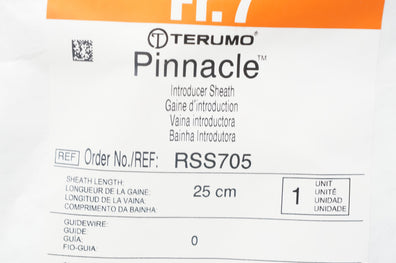 Fr.7
TERUMO
Pinnacle™
Introducer Sheath
Gaine d'introduction
Vaina introductora
Bainha Introdutora
REF Order No./REF: RSS705
SHEATH LENGTH:
LONGUEUR DE LA GAINE:
LONGITUD DE LA VAINA:
COMPRIMENTO DA BAINHA:
25 cm
1
UNIT
UNITÉ
UNIDAD
UNIDADE
GUIDEWIRE:
GUIDE:
GUÍA:
FIO-GUIA:
0